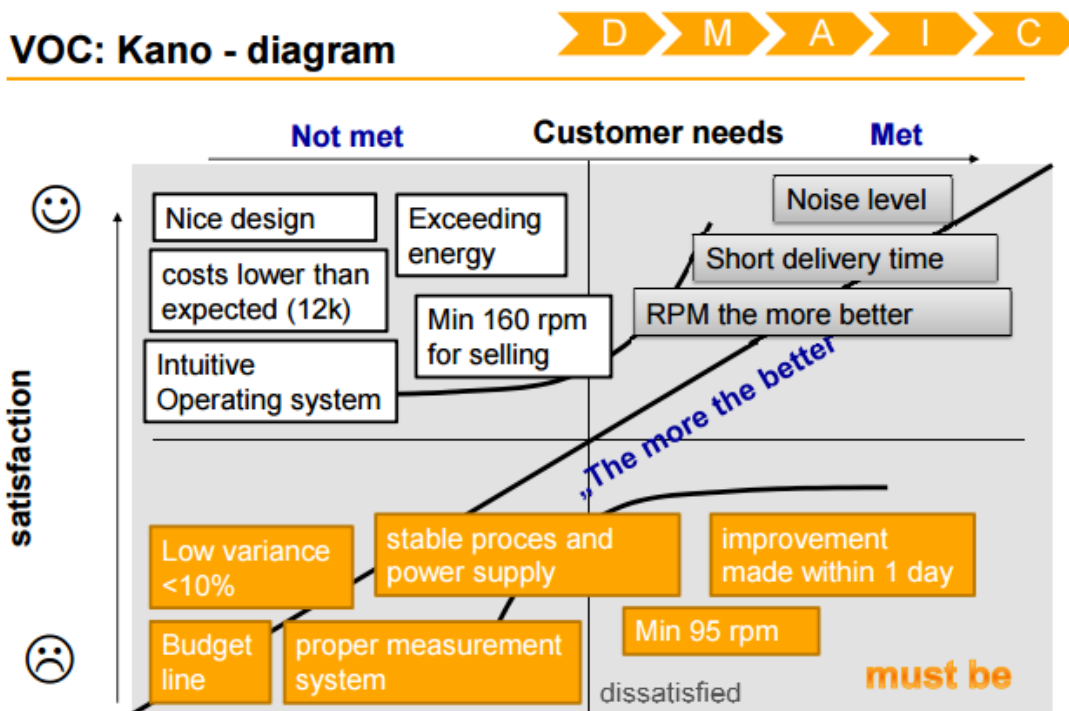 VOC: Kano - diagram
D M A I C
Not met
Customer needs
Met
Nice design
Exceeding
energy
Noise level
costs lower than
expected (12k)
Short delivery time
Min 160 rpm
for selling
RPM the more better
Intuitive
Operating system
satisfaction
„The more the better
Low variance
<10%
stable proces and
power supply
improvement
made within 1 day
Budget
line
proper measurement
system
Min 95 rpm
dissatisfied
must be